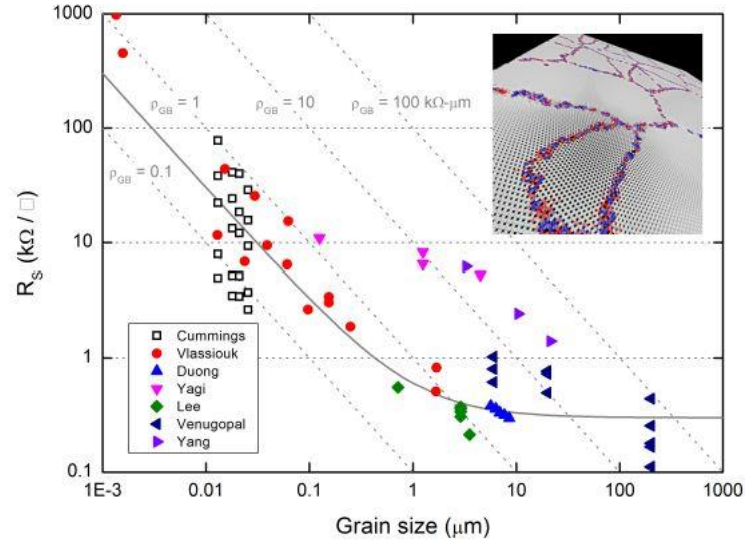 1000
100
10
1
0.1
R_S (kΩ / □)
1E-3
0.01
0.1
1
10
100
1000
Grain size (μm)
ρ_GB = 1
ρ_GB = 10
ρ_GB = 100 kΩ-μm
ρ_GB = 0.1
Cummings
Vlassiouk
Duong
Yagi
Lee
Venugopal
Yang